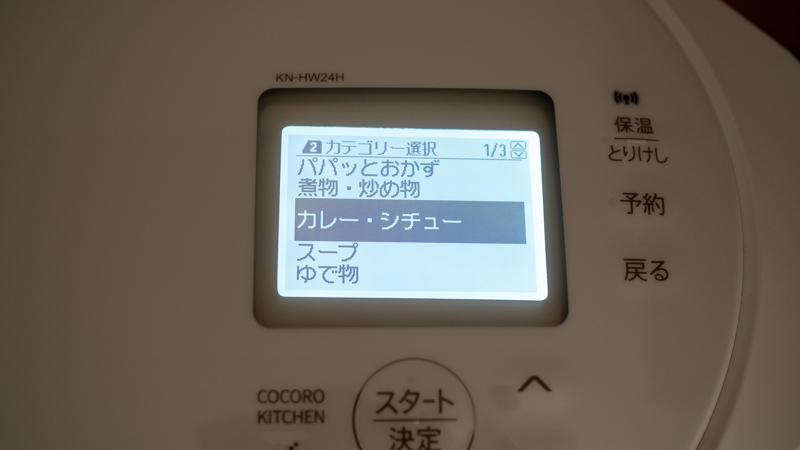 KN-HW24H
2 カテゴリー選択 1/3
パパッとおかず
煮物・炒め物
カレー・シチュー
スープ
ゆで物
保温
とりけし
予約
戻る
COCORO
KITCHEN
スタート
決定